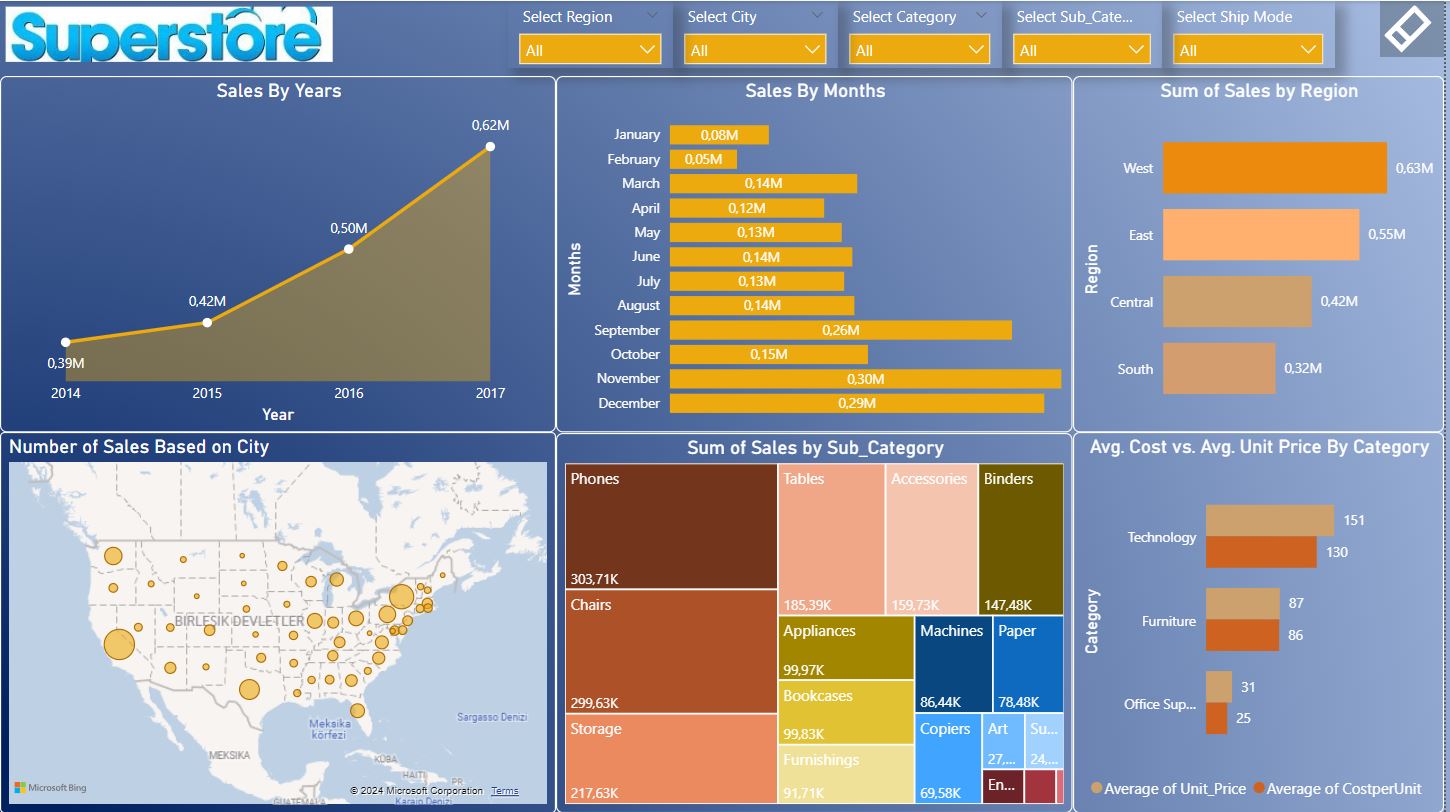 Superstore
Select Region
All
Select City
All
Select Category
All
Select Sub_Cate...
All
Select Ship Mode
All
Sales By Years
0,62M
0,50M
0,42M
0,39M
2014
2015
2016
2017
Year
Sales By Months
Months
January
0,08M
February
0,05M
March
0,14M
April
0,12M
May
0,13M
June
0,14M
July
0,13M
August
0,14M
September
0,26M
October
0,15M
November
0,30M
December
0,29M
Sum of Sales by Region
Region
West
0,63M
East
0,55M
Central
0,42M
South
0,32M
Number of Sales Based on City
BIRLEŞIK DEVLETLER
Meksika
körfezi
Sargasso Denizi
MEKSİKA
KÜBA
HAITI
PR
GUATEMALA
Karaip Denizi
Microsoft Bing
© 2024 Microsoft Corporation
Terms
Sum of Sales by Sub_Category
Phones
303,71K
Chairs
299,63K
Storage
217,63K
Tables
185,39K
Accessories
159,73K
Binders
147,48K
Appliances
99,97K
Bookcases
99,83K
Furnishings
91,71K
Machines
86,44K
Paper
78,48K
Copiers
69,58K
Art
27,...
Su...
24,...
En...
Avg. Cost vs. Avg. Unit Price By Category
Category
Technology
151
130
Furniture
87
86
Office Sup...
31
25
Average of Unit_Price
Average of CostperUnit